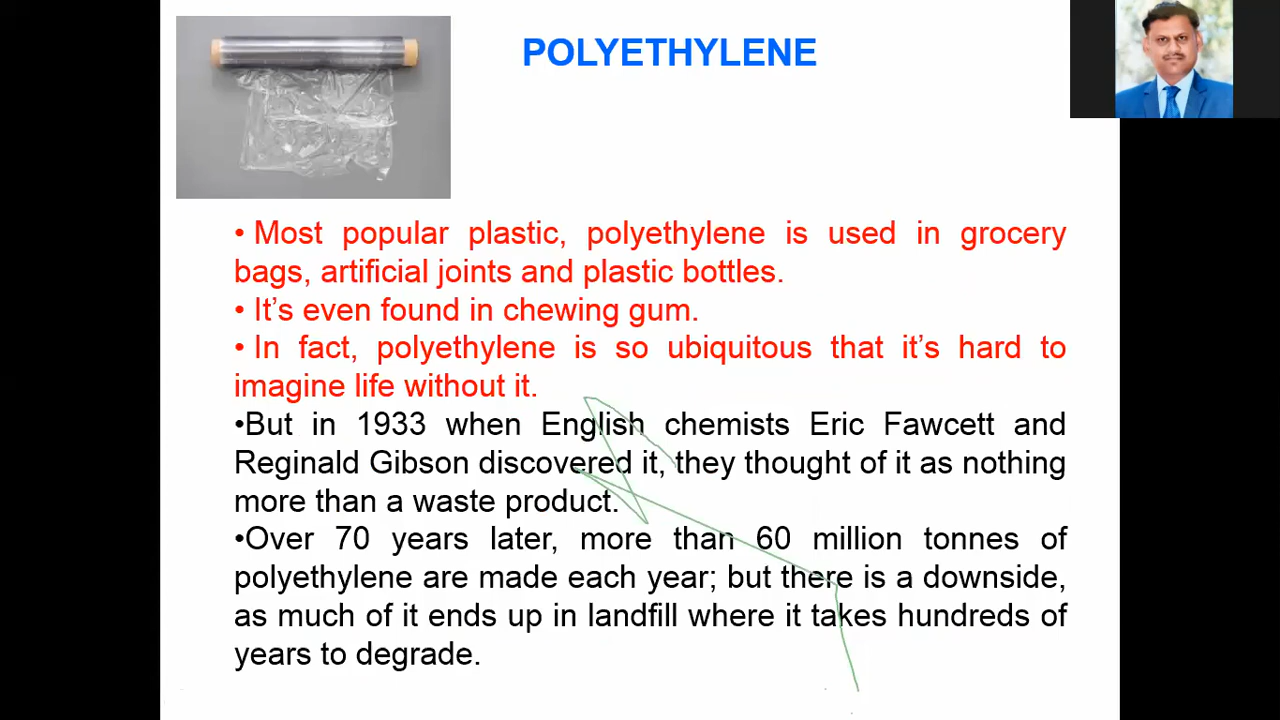 POLYETHYLENE
• Most popular plastic, polyethylene is used in grocery
bags, artificial joints and plastic bottles.
• It’s even found in chewing gum.
• In fact, polyethylene is so ubiquitous that it’s hard to
imagine life without it.
•But in 1933 when English chemists Eric Fawcett and
Reginald Gibson discovered it, they thought of it as nothing
more than a waste product.
•Over 70 years later, more than 60 million tonnes of
polyethylene are made each year; but there is a downside,
as much of it ends up in landfill where it takes hundreds of
years to degrade.